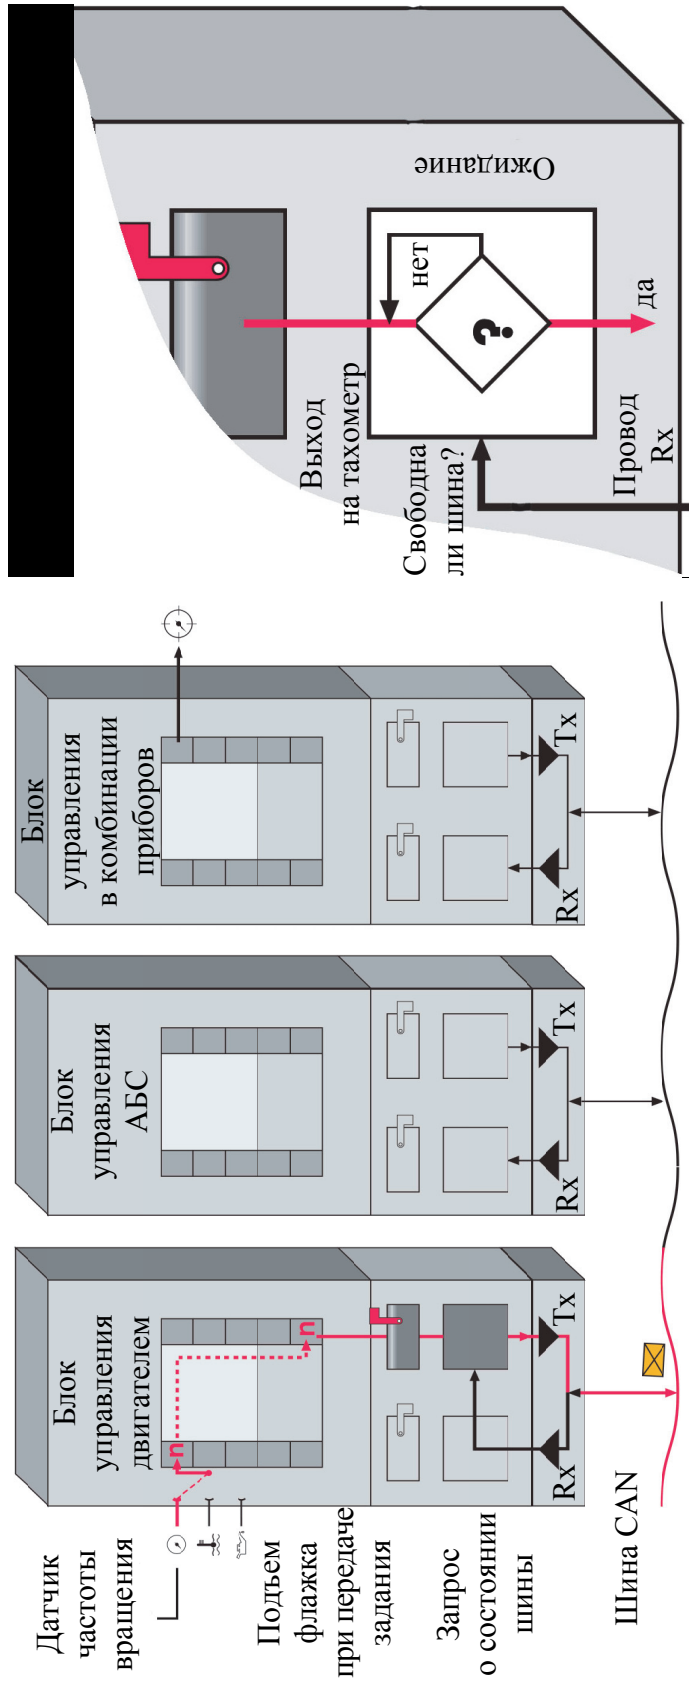 Датчик
частоты
вращения
Подъем
флажка
при передаче
задания
Запрос
о состоянии
шины
Шина CAN
Блок
управления
двигателем
n
n
Rx
Tx
Блок
управления
АБС
Rx
Tx
Блок
управления
в комбинации
приборов
Rx
Tx
Выход
на тахометр
Свободна
ли шина?
Провод
Rx
?
нет
да
Ожидание